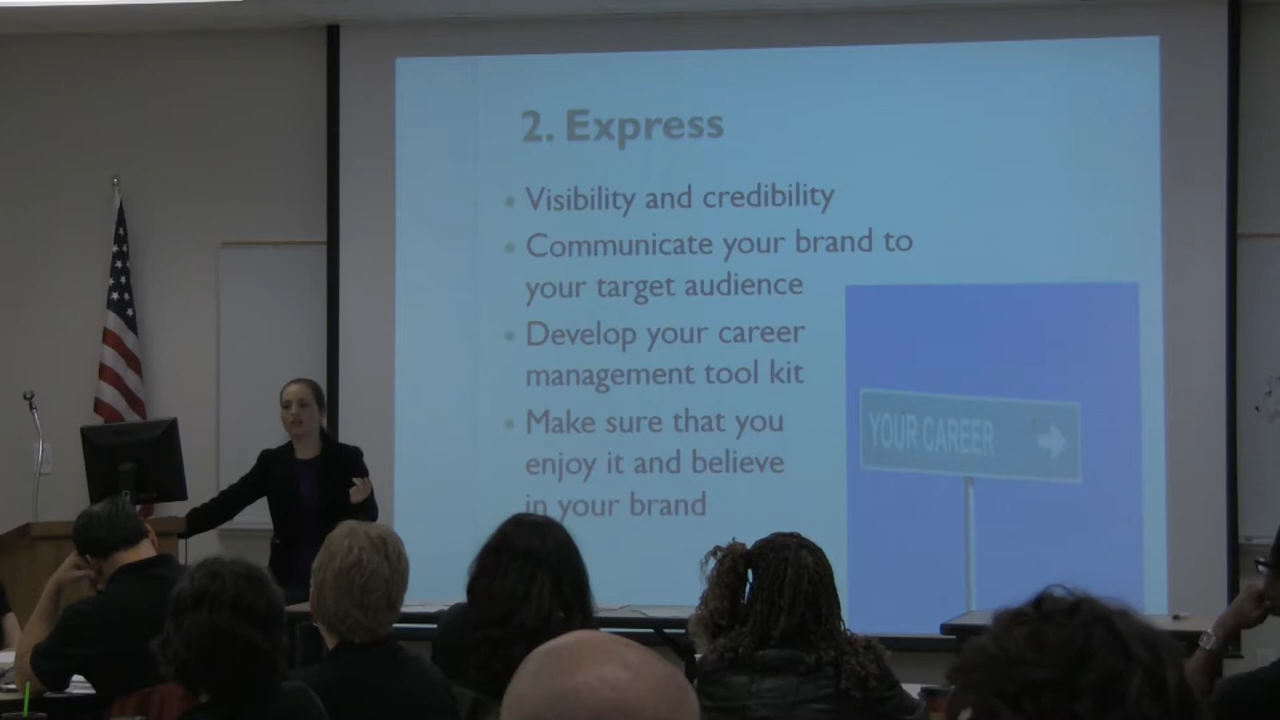 2. Express
Visibility and credibility
Communicate your brand to
your target audience
Develop your career
management tool kit
Make sure that you
enjoy it and believe
in your brand
YOUR CAREER